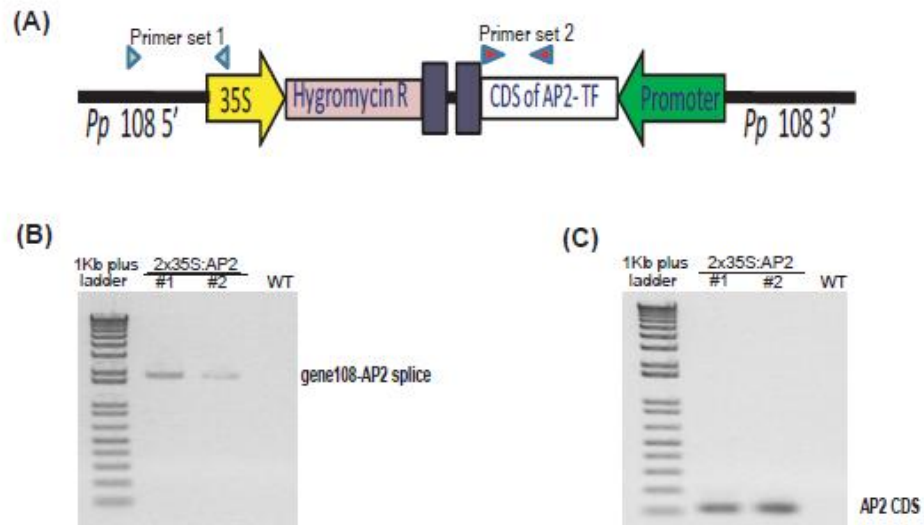 (A)
Primer set 1
Primer set 2
35S
Hygromycin R
CDS of AP2- TF
Promoter
Pp 108 5’
Pp 108 3’
(B)
1Kb plus
ladder
2x35S:AP2
#1
#2
WT
gene108-AP2 splice
(C)
1Kb plus
ladder
2x35S:AP2
#1
#2
WT
AP2 CDS